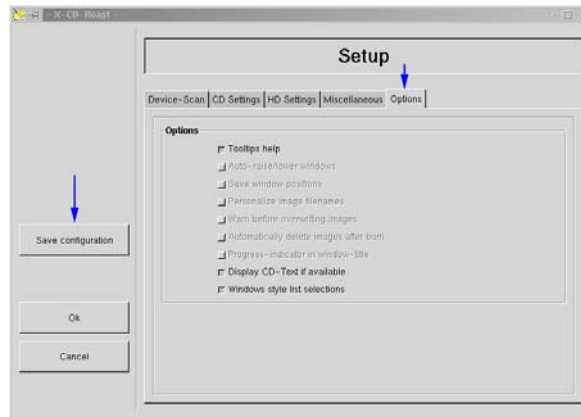 - X-CD-Roast -
Setup
Device-Scan CD Settings HD Settings Miscellaneous Options
Options
Tooltips help
Auto-raise/lower windows
Save window positions
Personalize image filenames
Warn before overwriting images
Automatically delete images after burn
Progress-indicator in window-title
Display CD-Text if available
Windows style list selections
Save configuration
Ok
Cancel